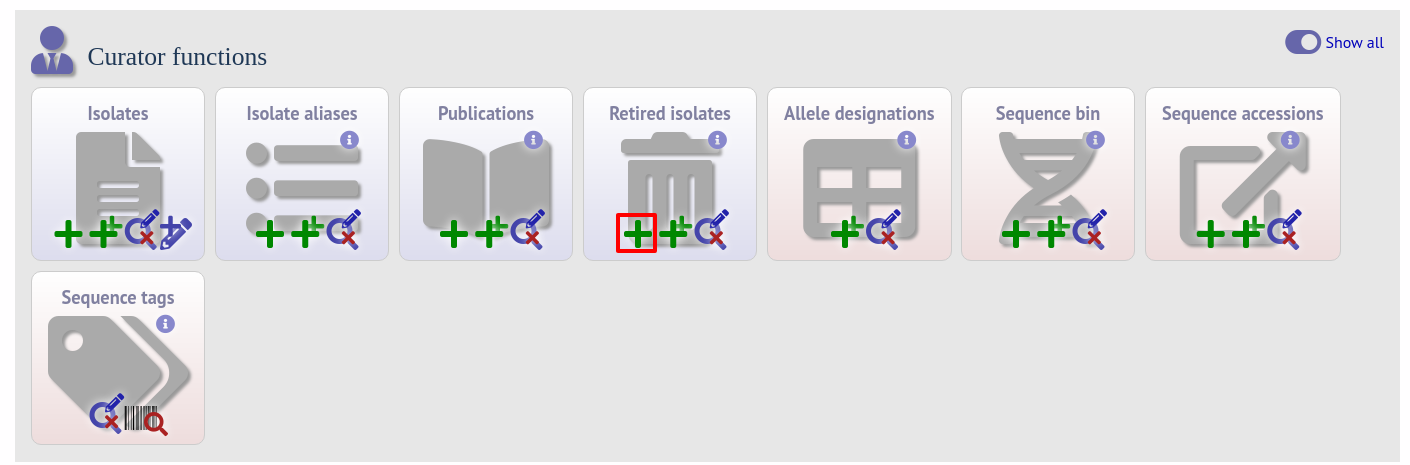 Curator functions
Show all
Isolates
Isolate aliases
Publications
Retired isolates
Allele designations
Sequence bin
Sequence accessions
Sequence tags